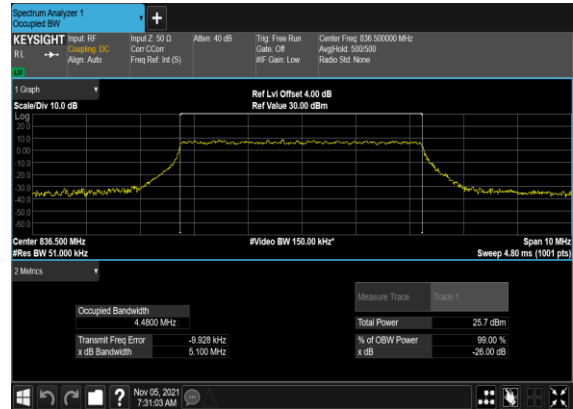 Spectrum Analyzer 1
Occupied BW
+
KEYSIGHT Input: RF Input Z: 50 Ω Atten: 40 dB Trig: Free Run Center Freq: 836.500000 MHz
R L Coupling: DC Corr CCorr Gate: Off Avg|Hold: 500/500
Align: Auto Freq Ref: Int (S) #IF Gain: Low Radio Std: None
LW
1 Graph
Ref Lvl Offset 4.00 dB
Scale/Div 10.0 dB Ref Value 30.00 dBm
Log
20.0
10.0
0.00
-10.0
-20.0
-30.0
-40.0
-50.0
-60.0
Center 836.500 MHz #Video BW 150.00 kHz* Span 10 MHz
#Res BW 51.000 kHz Sweep 4.80 ms (1001 pts)
2 Metrics
Measure Trace Trace 1
Occupied Bandwidth
4.4800 MHz Total Power 25.7 dBm
Transmit Freq Error -9.928 kHz % of OBW Power 99.00 %
x dB Bandwidth 5.100 MHz x dB -26.00 dB
? Nov 05, 2021
7:31:03 AM